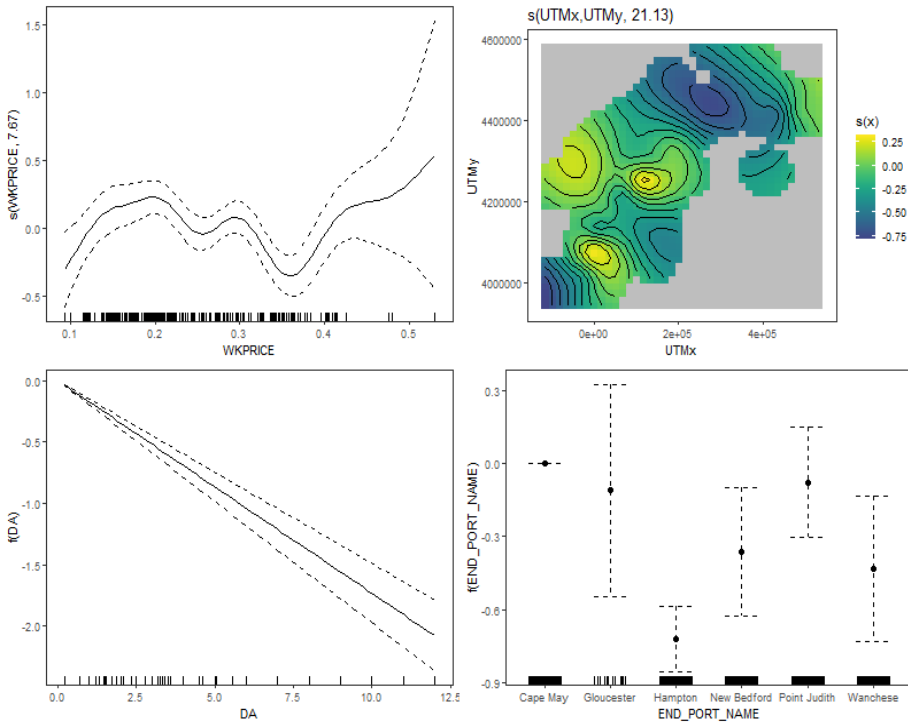 s(WKPRICE, 7.67)
1.5
1.0
0.5
0.0
-0.5
0.1
0.2
0.3
0.4
0.5
WKPRICE
s(UTMx,UTMy, 21.13)
UTMy
4600000
4400000
4200000
4000000
0e+00
2e+05
4e+05
UTMx
s(x)
0.25
0.00
-0.25
-0.50
-0.75
f(DA)
0.0
-0.5
-1.0
-1.5
-2.0
0.0
2.5
5.0
7.5
10.0
12.5
DA
f(END_PORT_NAME)
0.3
0.0
-0.3
-0.6
-0.9
Cape May
Gloucester
Hampton
New Bedford
Point Judith
Wanchese
END_PORT_NAME